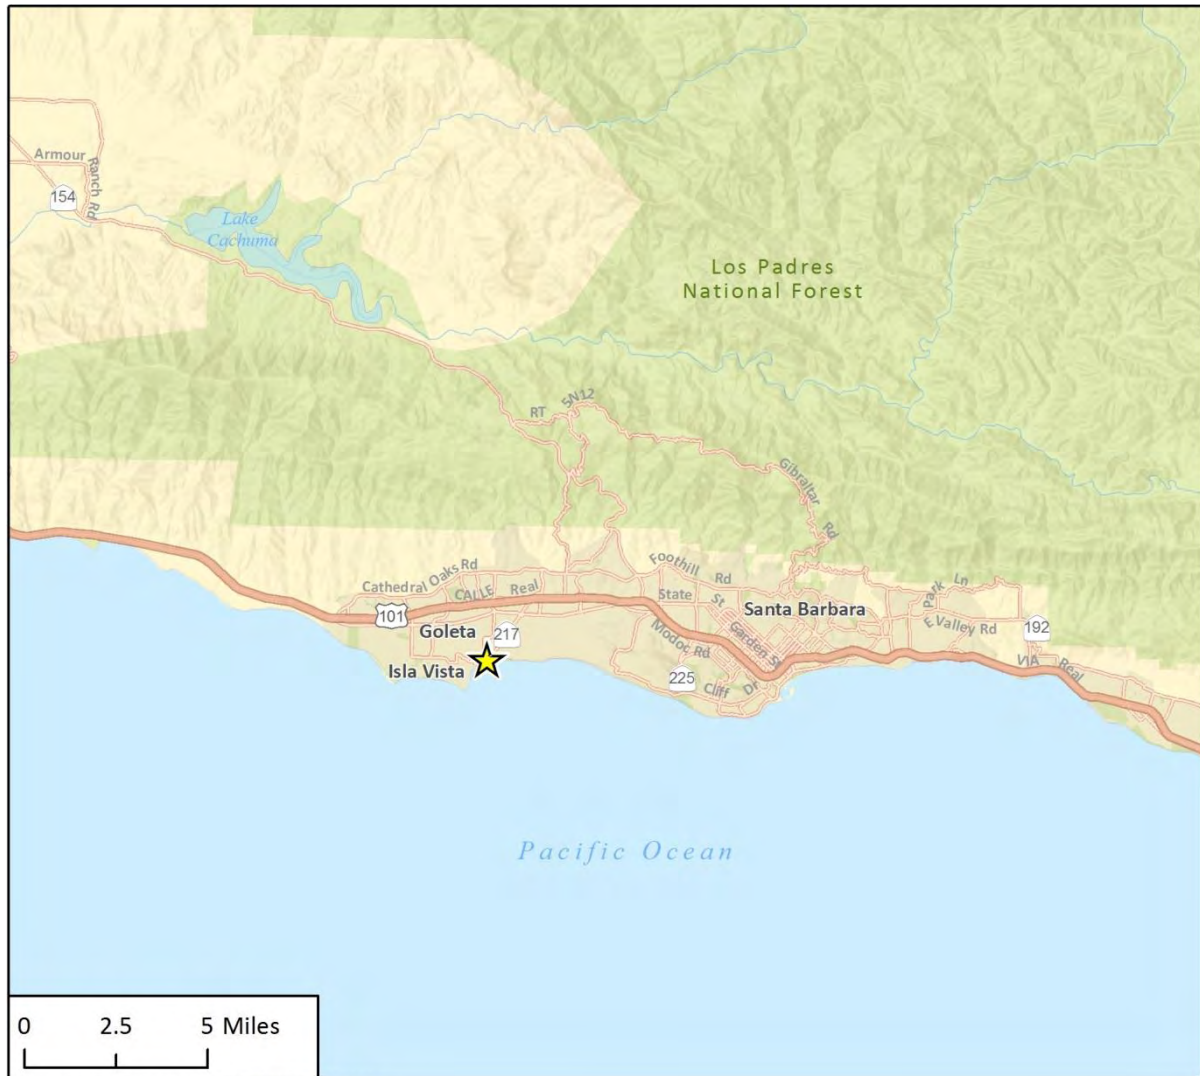 Armour
Ranch Rd
154
Lake
Cachuma
Los Padres
National Forest
RT
5N12
Gibraltar
Rd
Cathedral Oaks Rd
CALLE Real
Foothill Rd
State St
Santa Barbara
Park Ln
101
Goleta
217
Garden St
E Valley Rd
192
Modoc Rd
Isla Vista
225
Cliff Dr
VIA Real
Pacific Ocean
0 2.5 5 Miles